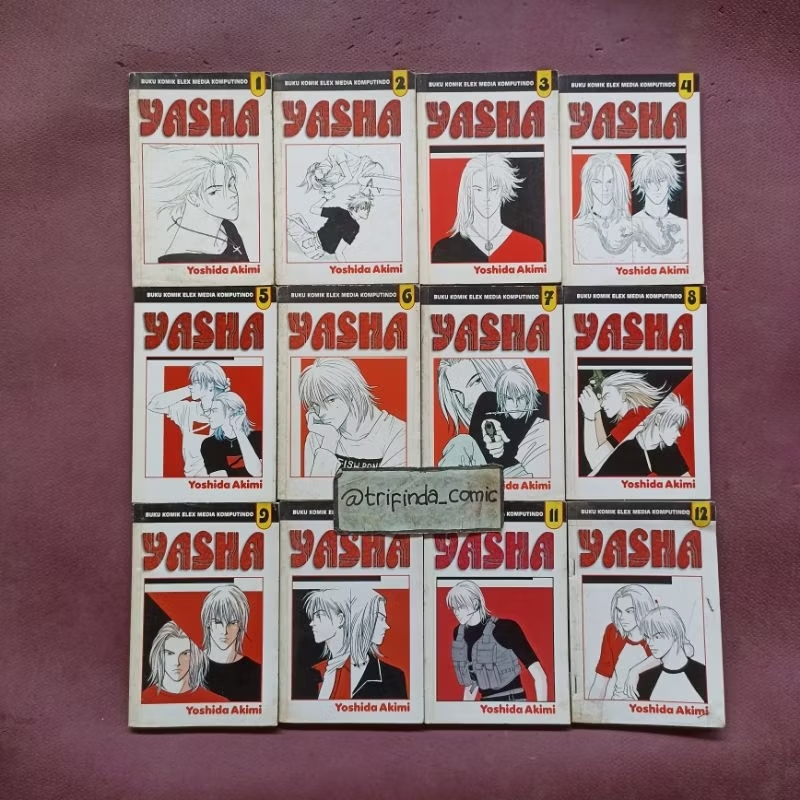 BUKU KOMIK ELEX MEDIA KOMPUTINDO 1
YASHA
Yoshida Akimi
BUKU KOMIK ELEX MEDIA KOMPUTINDO 2
YASHA
Yoshida Akimi
BUKU KOMIK ELEX MEDIA KOMPUTINDO 3
YASHA
Yoshida Akimi
BUKU KOMIK ELEX MEDIA KOMPUTINDO 4
YASHA
Yoshida Akimi
BUKU KOMIK ELEX MEDIA KOMPUTINDO 5
YASHA
Yoshida Akimi
BUKU KOMIK ELEX MEDIA KOMPUTINDO 6
YASHA
BUKU KOMIK ELEX MEDIA KOMPUTINDO 7
YASHA
Akimi
BUKU KOMIK ELEX MEDIA KOMPUTINDO 8
YASHA
Yoshida Akimi
@trifinda_comic
BUKU KOMIK ELEX MEDIA KOMPUTINDO 9
YASHA
Yoshida Akimi
BUKU KOMIK ELEX
YASHA
Yoshida Akimi
MEDIA KOMPUTINDO 11
YASHA
Yoshida Akimi
BUKU KOMIK ELEX MEDIA KOMPUTINDO 12
YASHA
Yoshida Akimi